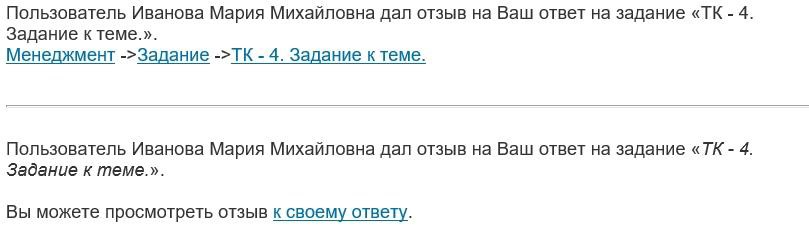 Пользователь Иванова Мария Михайловна дал отзыв на Ваш ответ на задание «ТК - 4.
Задание к теме.».
Менеджмент ->Задание ->ТК - 4. Задание к теме.
Пользователь Иванова Мария Михайловна дал отзыв на Ваш ответ на задание «ТК - 4.
Задание к теме.».
Вы можете просмотреть отзыв к своему ответу.